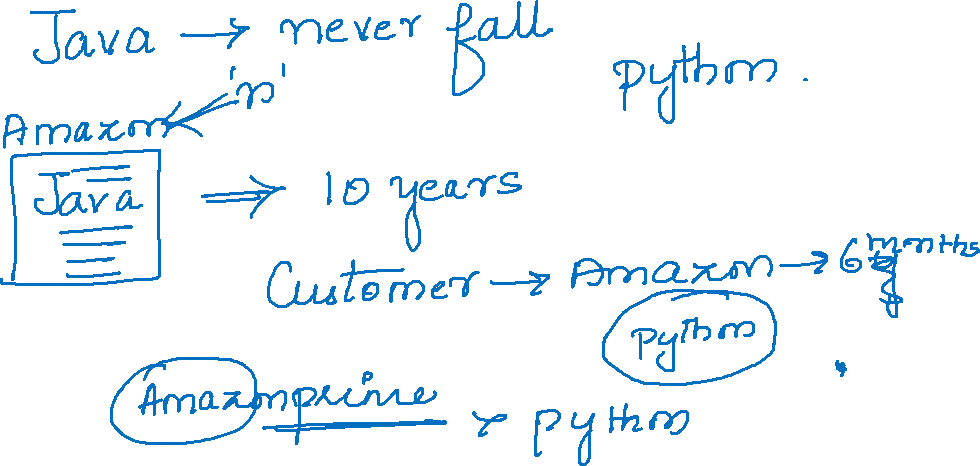 Java → never fall
python.
'n'
Amazon
Java ⇒ 10 years
Customer → Amazon → 6 months
python
Amazonprime python